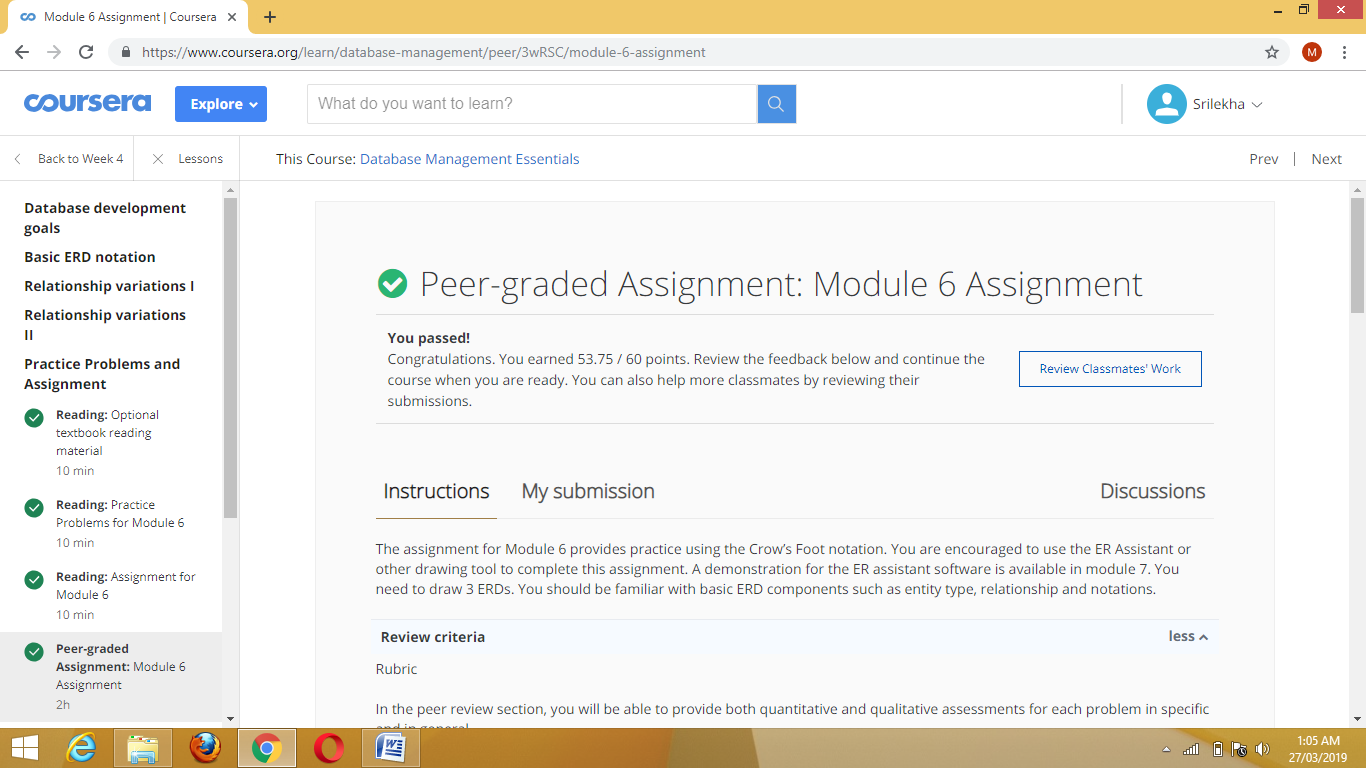 Module 6 Assignment | Coursera
https://www.coursera.org/learn/database-management/peer/3wRSC/module-6-assignment
M
coursera
Explore
What do you want to learn?
Srilekha
Back to Week 4
Lessons
This Course: Database Management Essentials
Prev | Next
Database development
goals
Basic ERD notation
Relationship variations I
Relationship variations
II
Practice Problems and
Assignment
Reading: Optional
textbook reading
material
10 min
Reading: Practice
Problems for Module 6
10 min
Reading: Assignment for
Module 6
10 min
Peer-graded
Assignment: Module 6
Assignment
2h
Peer-graded Assignment: Module 6 Assignment
You passed!
Congratulations. You earned 53.75 / 60 points. Review the feedback below and continue the
course when you are ready. You can also help more classmates by reviewing their
submissions.
Review Classmates' Work
Instructions
My submission
Discussions
The assignment for Module 6 provides practice using the Crow’s Foot notation. You are encouraged to use the ER Assistant or
other drawing tool to complete this assignment. A demonstration for the ER assistant software is available in module 7. You
need to draw 3 ERDs. You should be familiar with basic ERD components such as entity type, relationship and notations.
Review criteria
less
Rubric
In the peer review section, you will be able to provide both quantitative and qualitative assessments for each problem in specific
and in general.
1:05 AM
27/03/2019